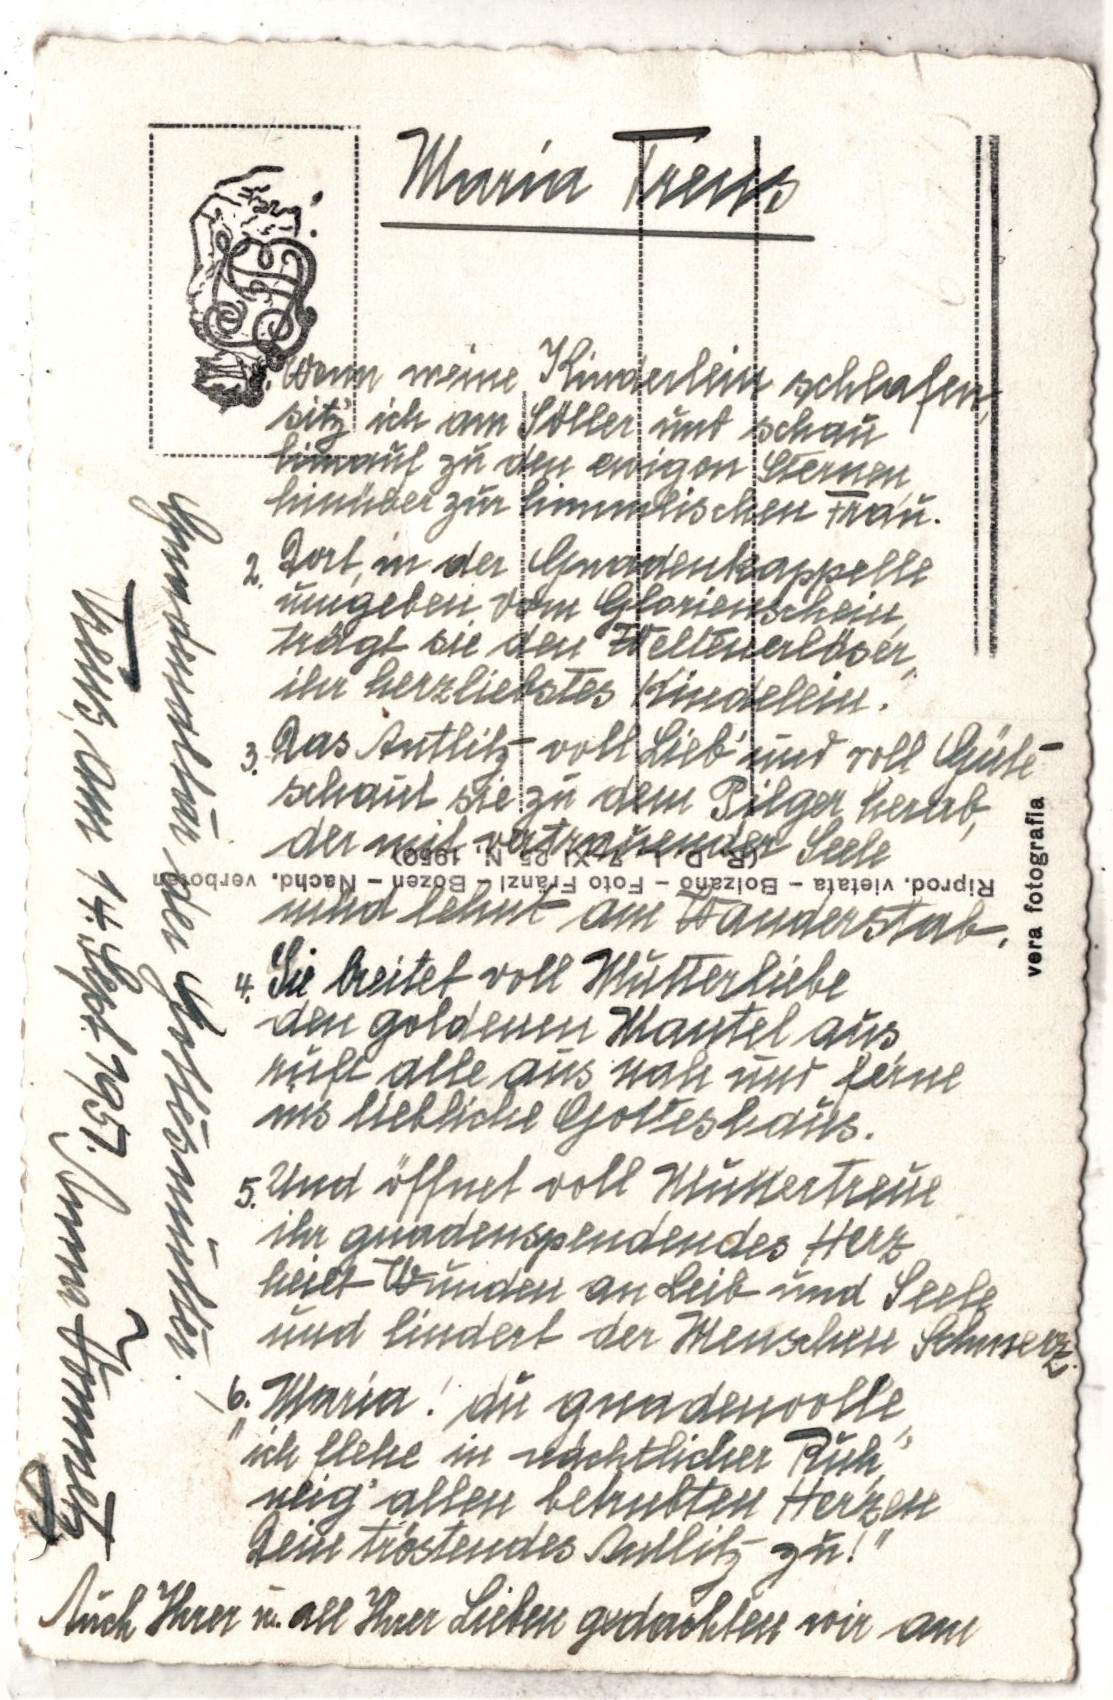 Maria Trens
1. Wenn meine Kinderlein schlafen,
sitz' ich am Söller und schau
hinauf zu den ewigen Sternen,
hinüber zur himmlischen Frau.
2. Dort, in der Gnadenkappelle
umgeben vom Glorienschein,
trägt sie den Weltenerlöser,
ihr herzliebstes Kindelein.
3. Das Antlitz voll Lieb' und voll Güte
schaut sie zu dem Pilger herab,
der mit vertrauender Seele
(R. D. L. 7-XI 25 N. 1950)
Riprod. vietata – Bolzano – Foto Fränzl – Bozen – Nachd. verboten
müd lehnt am Wanderstab.
vera fotografia
4. Sie breitet voll Mutterliebe
den goldenen Mantel aus
ruft alle aus nah und ferne
ins liebliche Gotteshaus.
5. Und öffnet voll Muttertreue
ihr gnadenspendendes Herz
heilt Wunden an Leib und Seele
und lindert der Menschen Schmerz.
6. "Maria! du gnadenvolle,"
"ich flehe in nächtlicher Ruh,
neig' allen betrübten Herzen
Dein tröstendes Antlitz zu!"
Auch Ihrer u. all Ihrer Lieben gedachten wir am
Gnadenaltar der Gottesmutter.
Trens, am 14. Sept. 1957. Anna